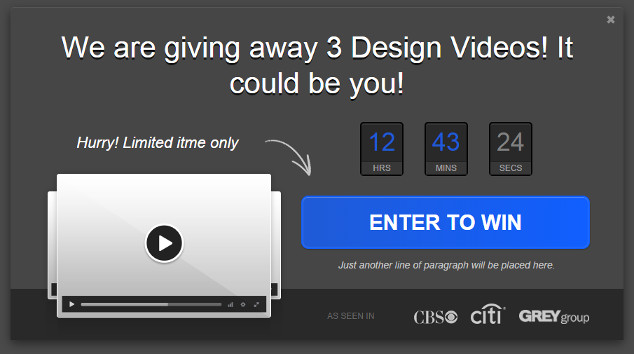 We are giving away 3 Design Videos! It
could be you!
Hurry! Limited itme only
12 43 24
HRS MINS SECS
ENTER TO WIN
Just another line of paragraph will be placed here.
AS SEEN IN CBS citi GREYgroup